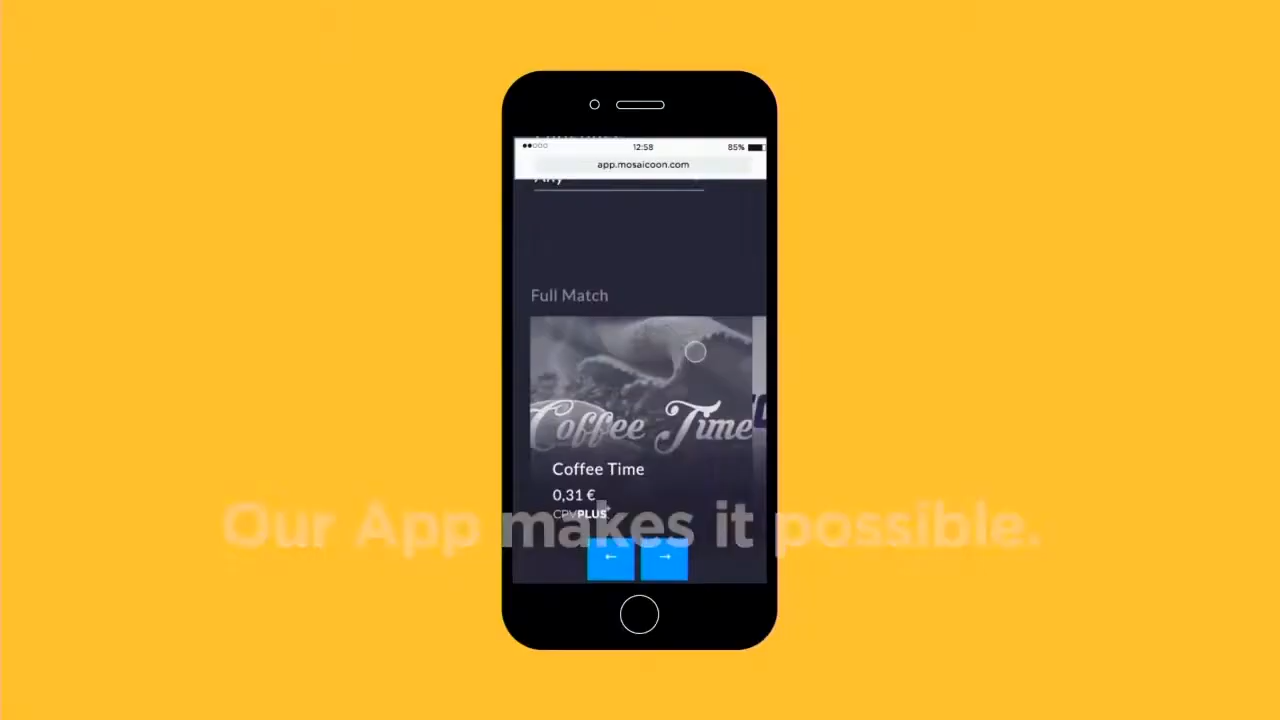 12:58
85%
app.mosaicoon.com
Any
Full Match
Coffee Time
Coffee Time
0,31 €
CPVPLUS
Our App makes it possible.
← →